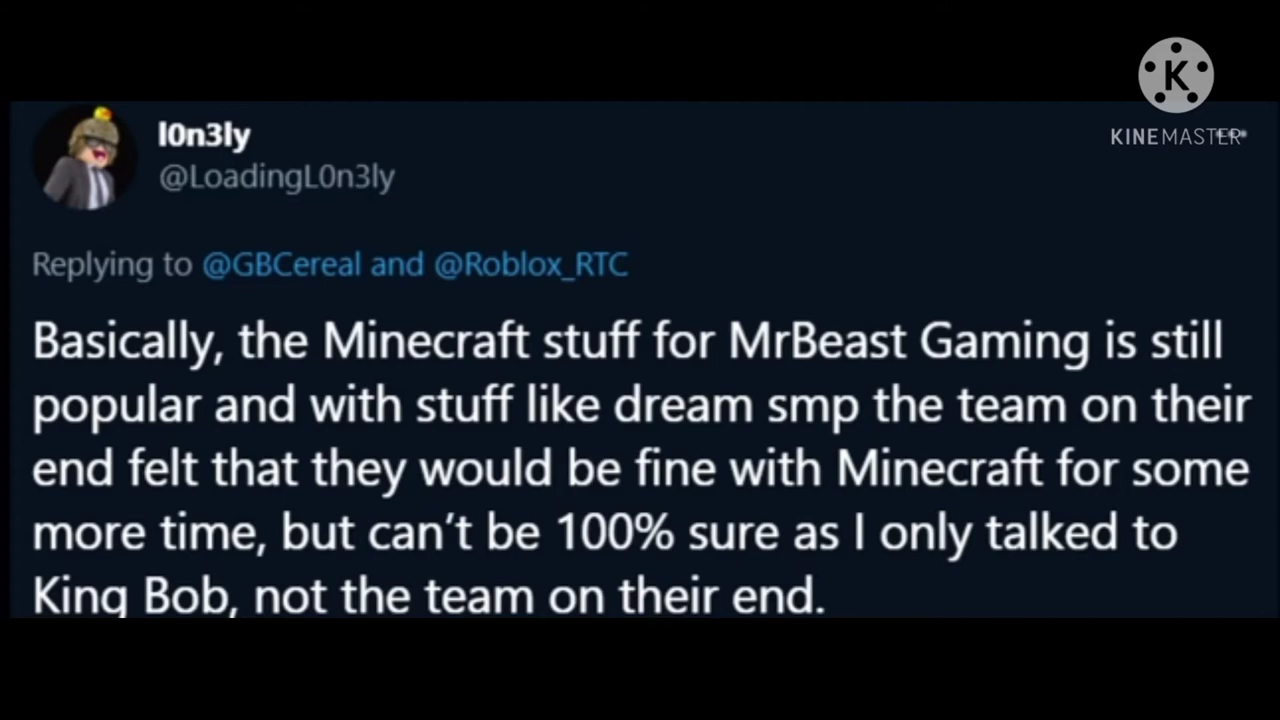 K
KINEMASTER
l0n3ly
@LoadingL0n3ly
Replying to @GBCereal and @Roblox_RTC
Basically, the Minecraft stuff for MrBeast Gaming is still
popular and with stuff like dream smp the team on their
end felt that they would be fine with Minecraft for some
more time, but can’t be 100% sure as I only talked to
King Bob, not the team on their end.